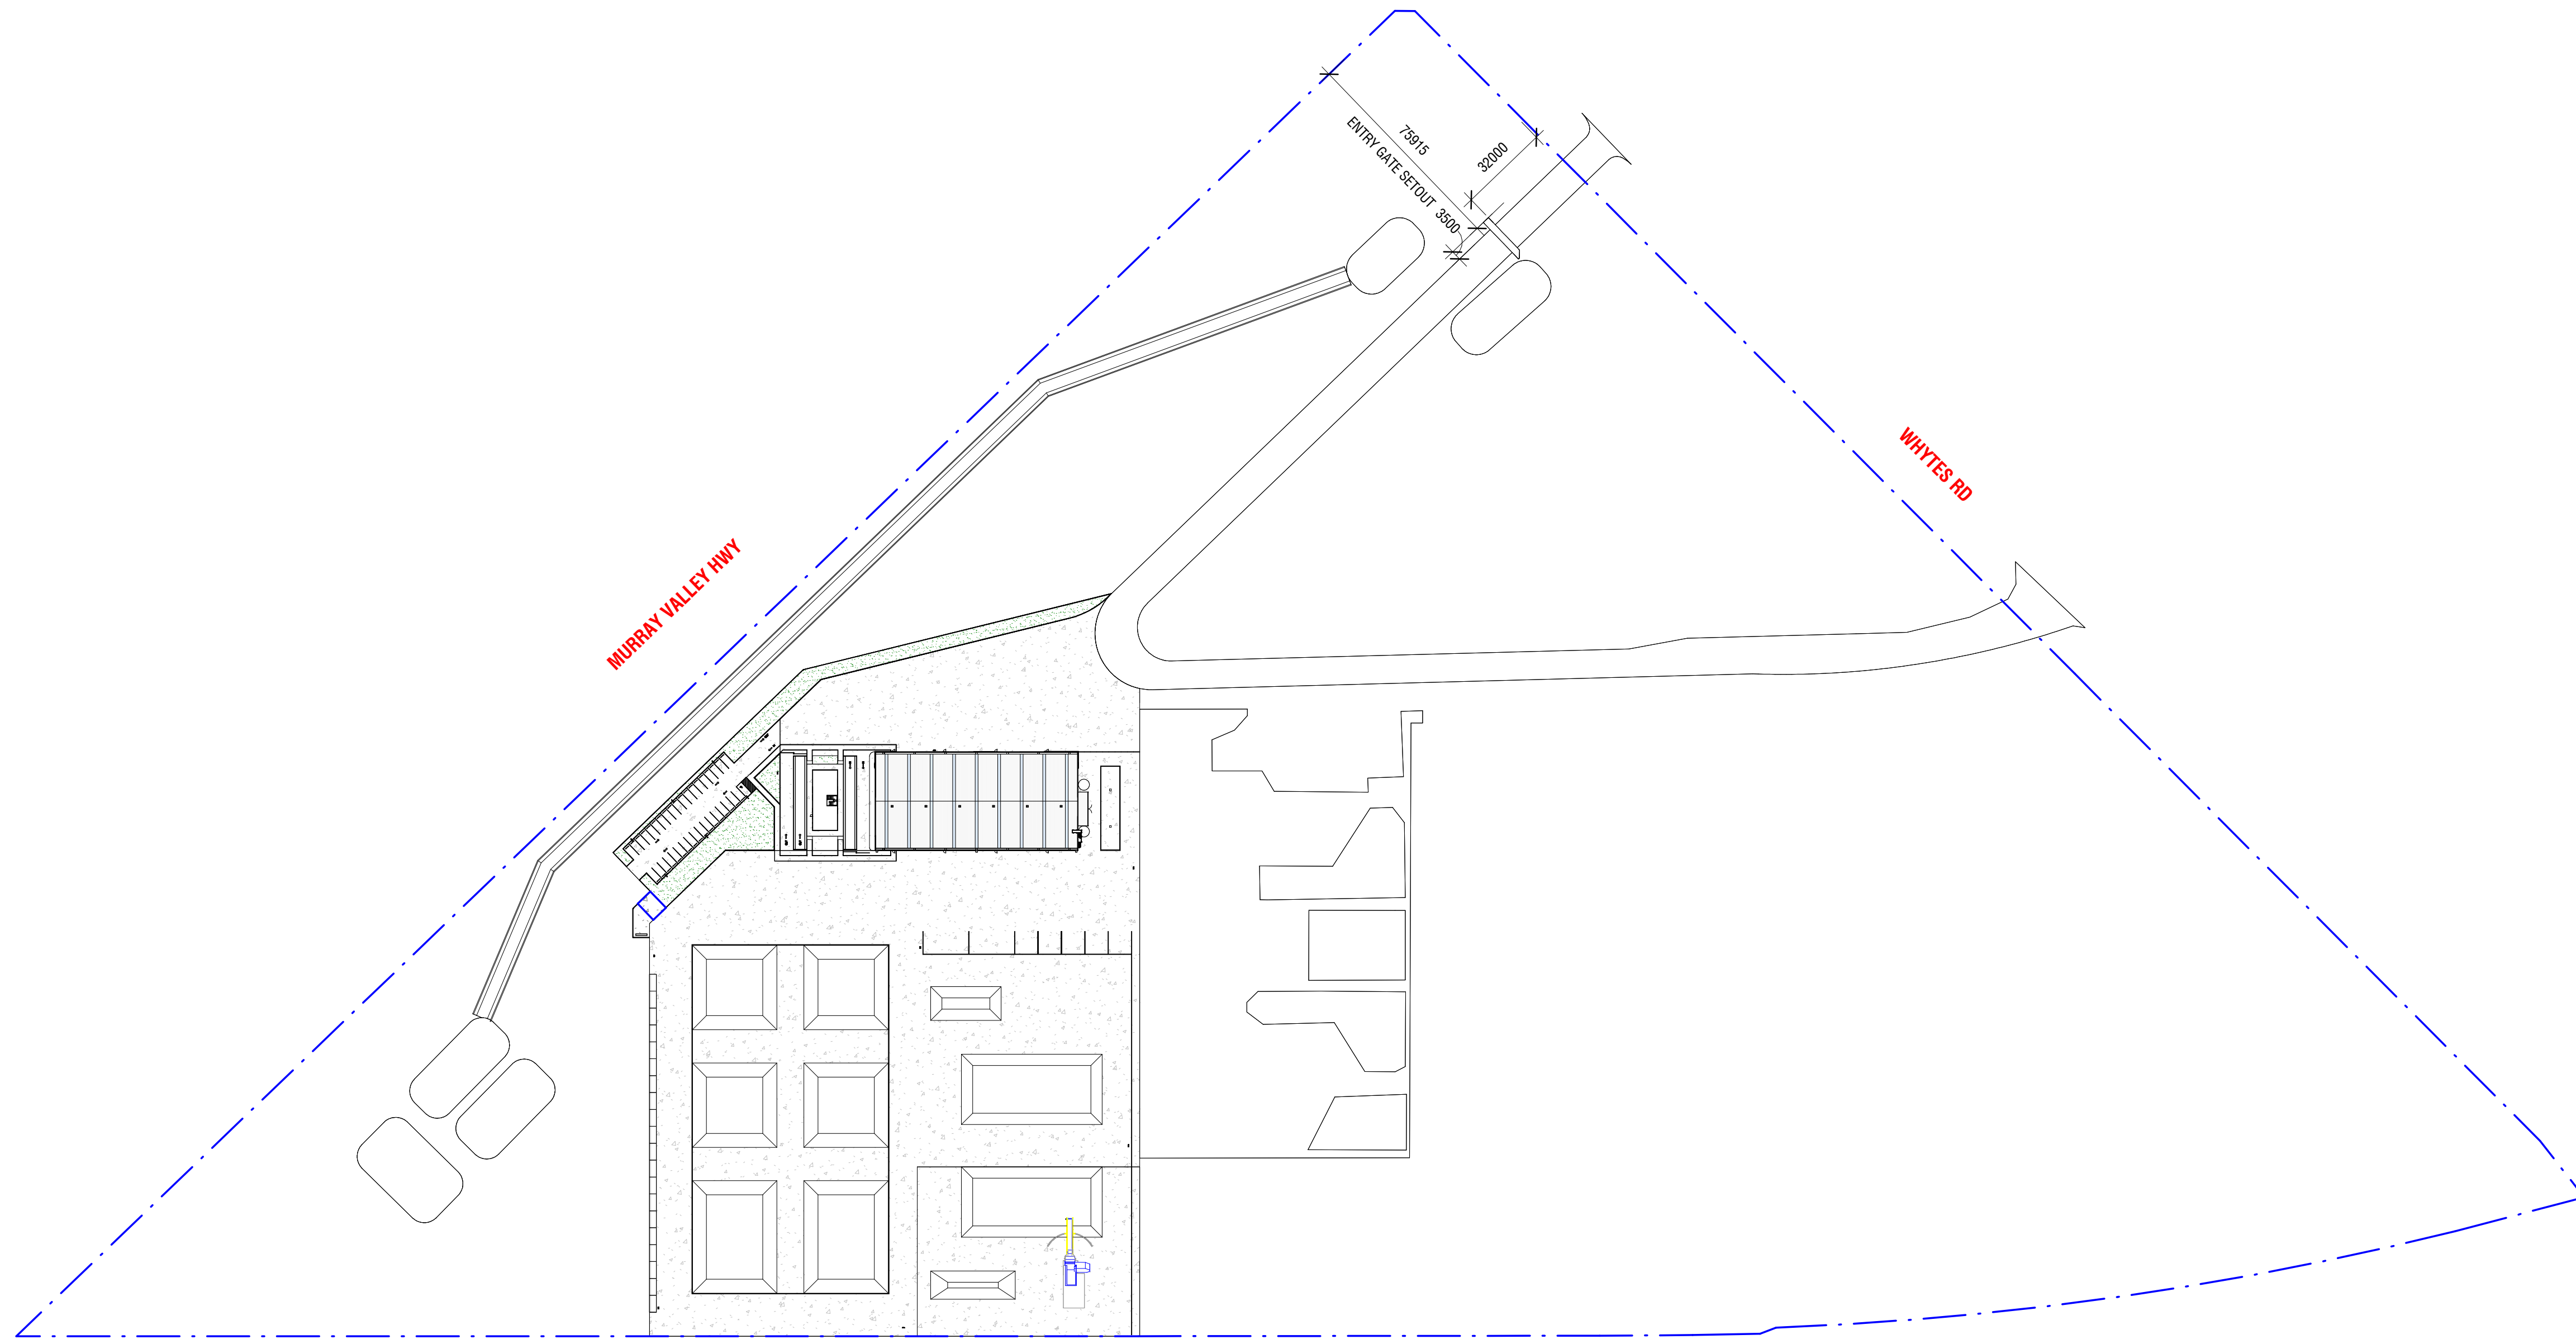 75915
32000
ENTRY GATE SETOUT 3500
WHYTES RD
MURRAY VALLEY HWY